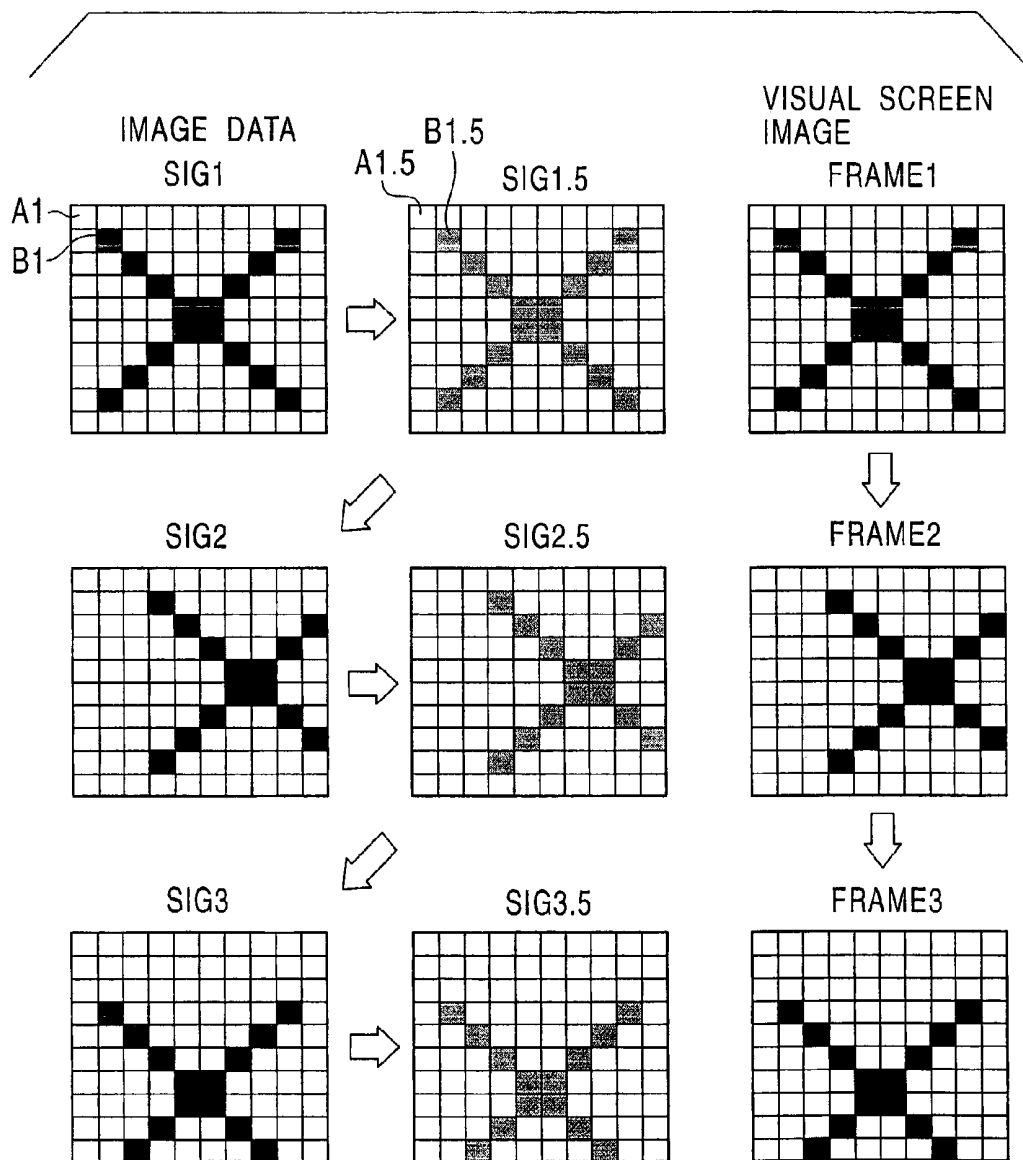 IMAGE DATA
SIG1
A1
B1
A1.5
B1.5
SIG1.5
VISUAL SCREEN
IMAGE
FRAME1
SIG2
SIG2.5
FRAME2
SIG3
SIG3.5
FRAME3